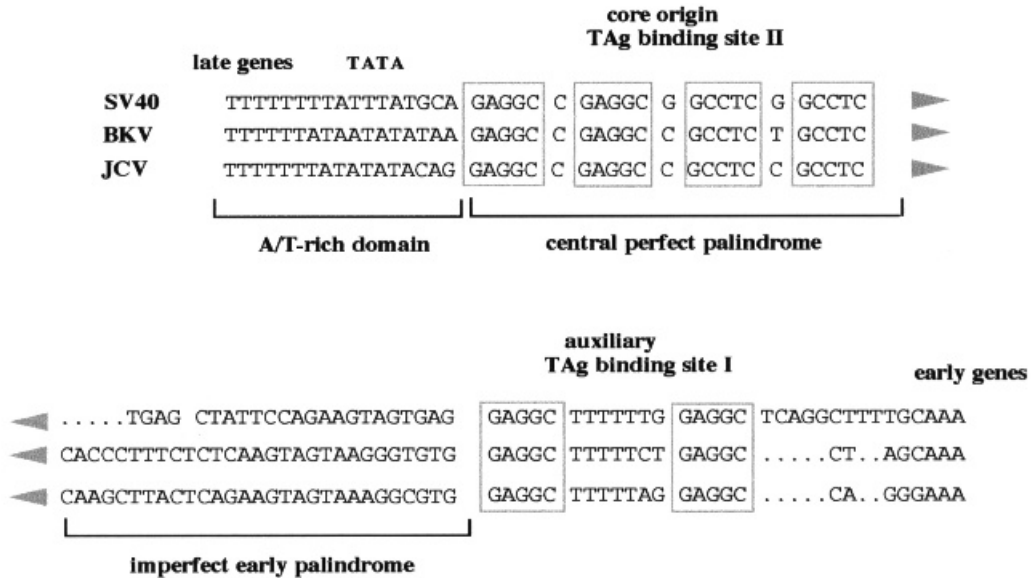 core origin
TAg binding site II
late genes TATA
SV40 TTTTTTTTATTTATGCA GAGGC C GAGGC G GCCTC G GCCTC
BKV TTTTTTATAATATATAA GAGGC C GAGGC C GCCTC T GCCTC
JCV TTTTTTTATATATACAG GAGGC C GAGGC C GCCTC C GCCTC
A/T-rich domain central perfect palindrome
auxiliary
TAg binding site I
early genes
.....TGAG CTATTCCAGAAGTAGTGAG GAGGC TTTTTTG GAGGC TCAGGCTTTTGCAAA
CACCCTTTCTCTCAAGTAGTAAGGGTGTG GAGGC TTTTTCT GAGGC .....CT..AGCAAA
CAAGCTTACTCAGAAGTAGTAAAGGCGTG GAGGC TTTTTAG GAGGC .....CA..GGGAAA
imperfect early palindrome